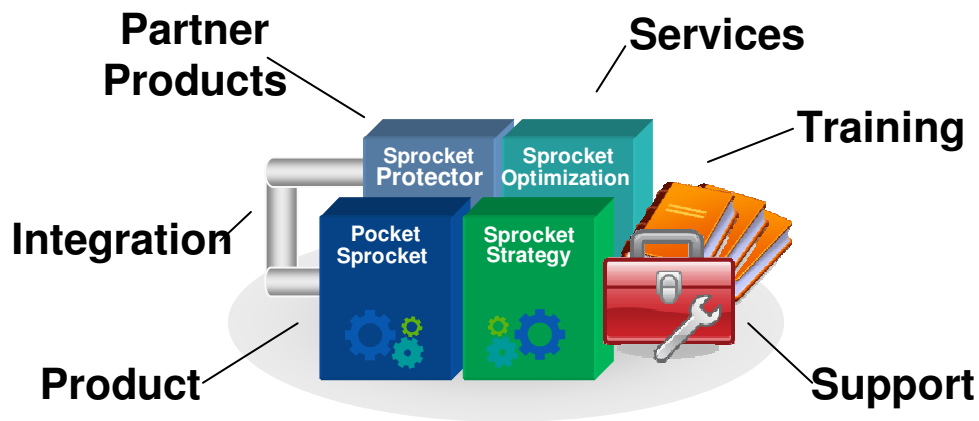 Partner
Products
Services
Training
Sprocket
Protector
Sprocket
Optimization
Integration
Pocket
Sprocket
Sprocket
Strategy
Product
Support